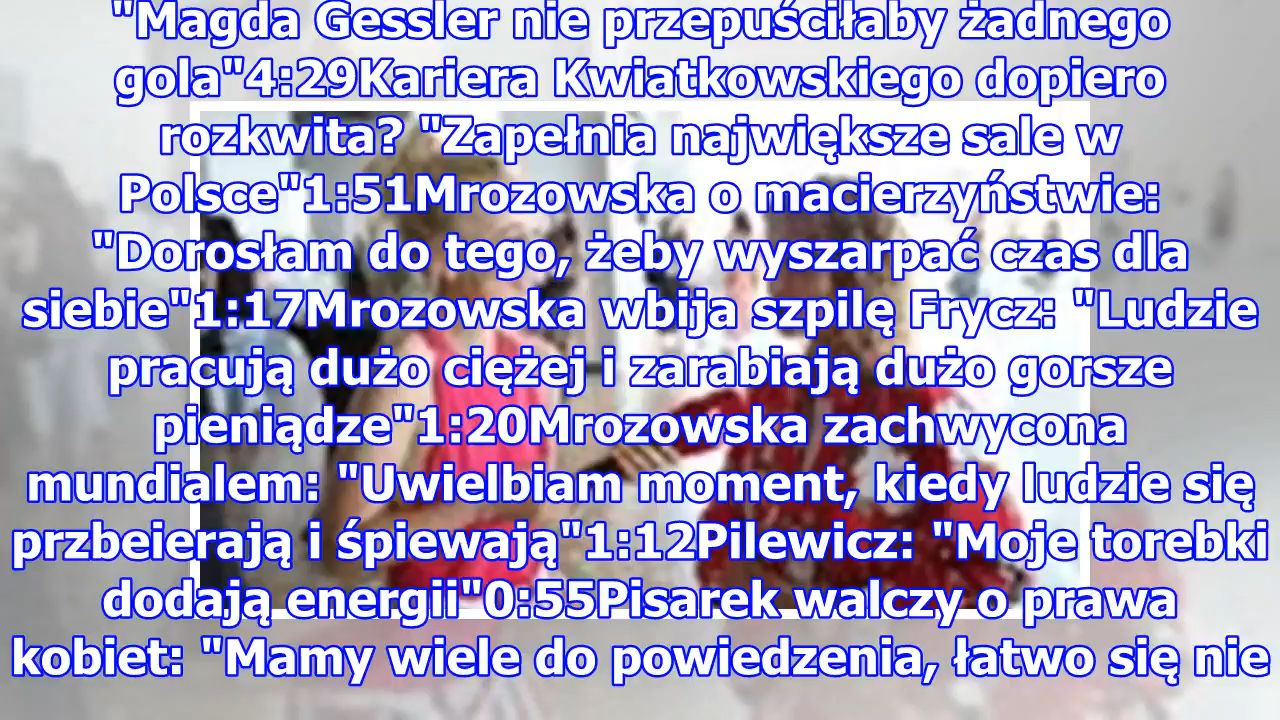 "Magda Gessler nie przepuściłaby żadnego
gola"4:29Kariera Kwiatkowskiego dopiero
rozkwita? "Zapełnia największe sale w
Polsce"1:51Mrozowska o macierzyństwie:
"Dorosłam do tego, żeby wyszarpać czas dla
siebie"1:17Mrozowska wbija szpilę Frycz: "Ludzie
pracują dużo ciężej i zarabiają dużo gorsze
pieniądze"1:20Mrozowska zachwycona
mundialem: "Uwielbiam moment, kiedy ludzie się
przbeierają i śpiewają"1:12Pilewicz: "Moje torebki
dodają energii"0:55Pisarek walczy o prawa
kobiet: "Mamy wiele do powiedzenia, łatwo się nie